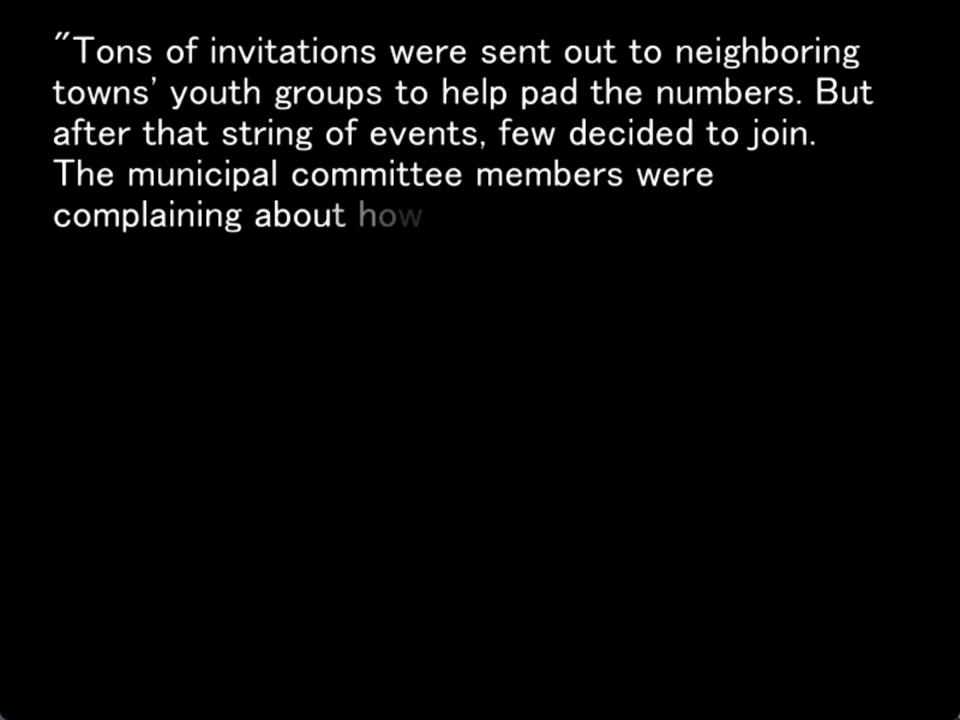 "Tons of invitations were sent out to neighboring
towns' youth groups to help pad the numbers. But
after that string of events, few decided to join.
The municipal committee members were
complaining about how